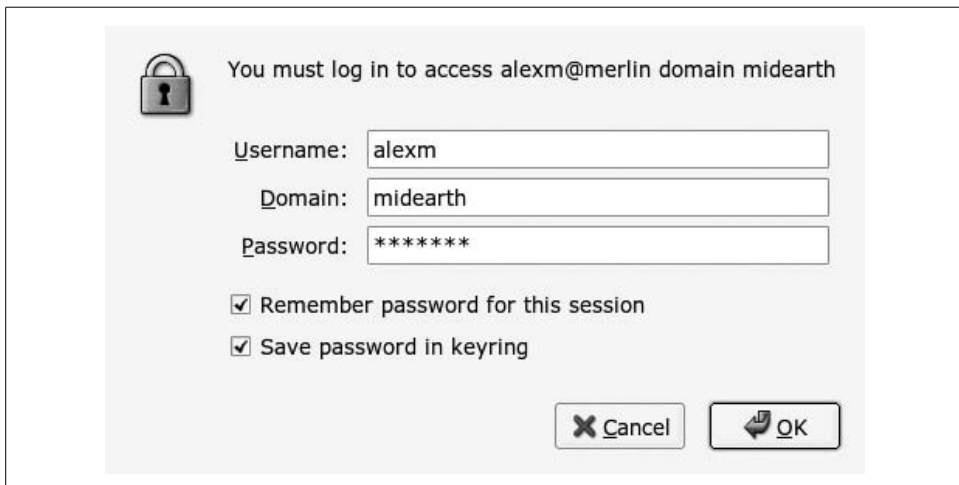 You must log in to access alexm@merlin domain midearth
Username: alexm
Domain: midearth
Password: *******
Remember password for this session
Save password in keyring
Cancel OK